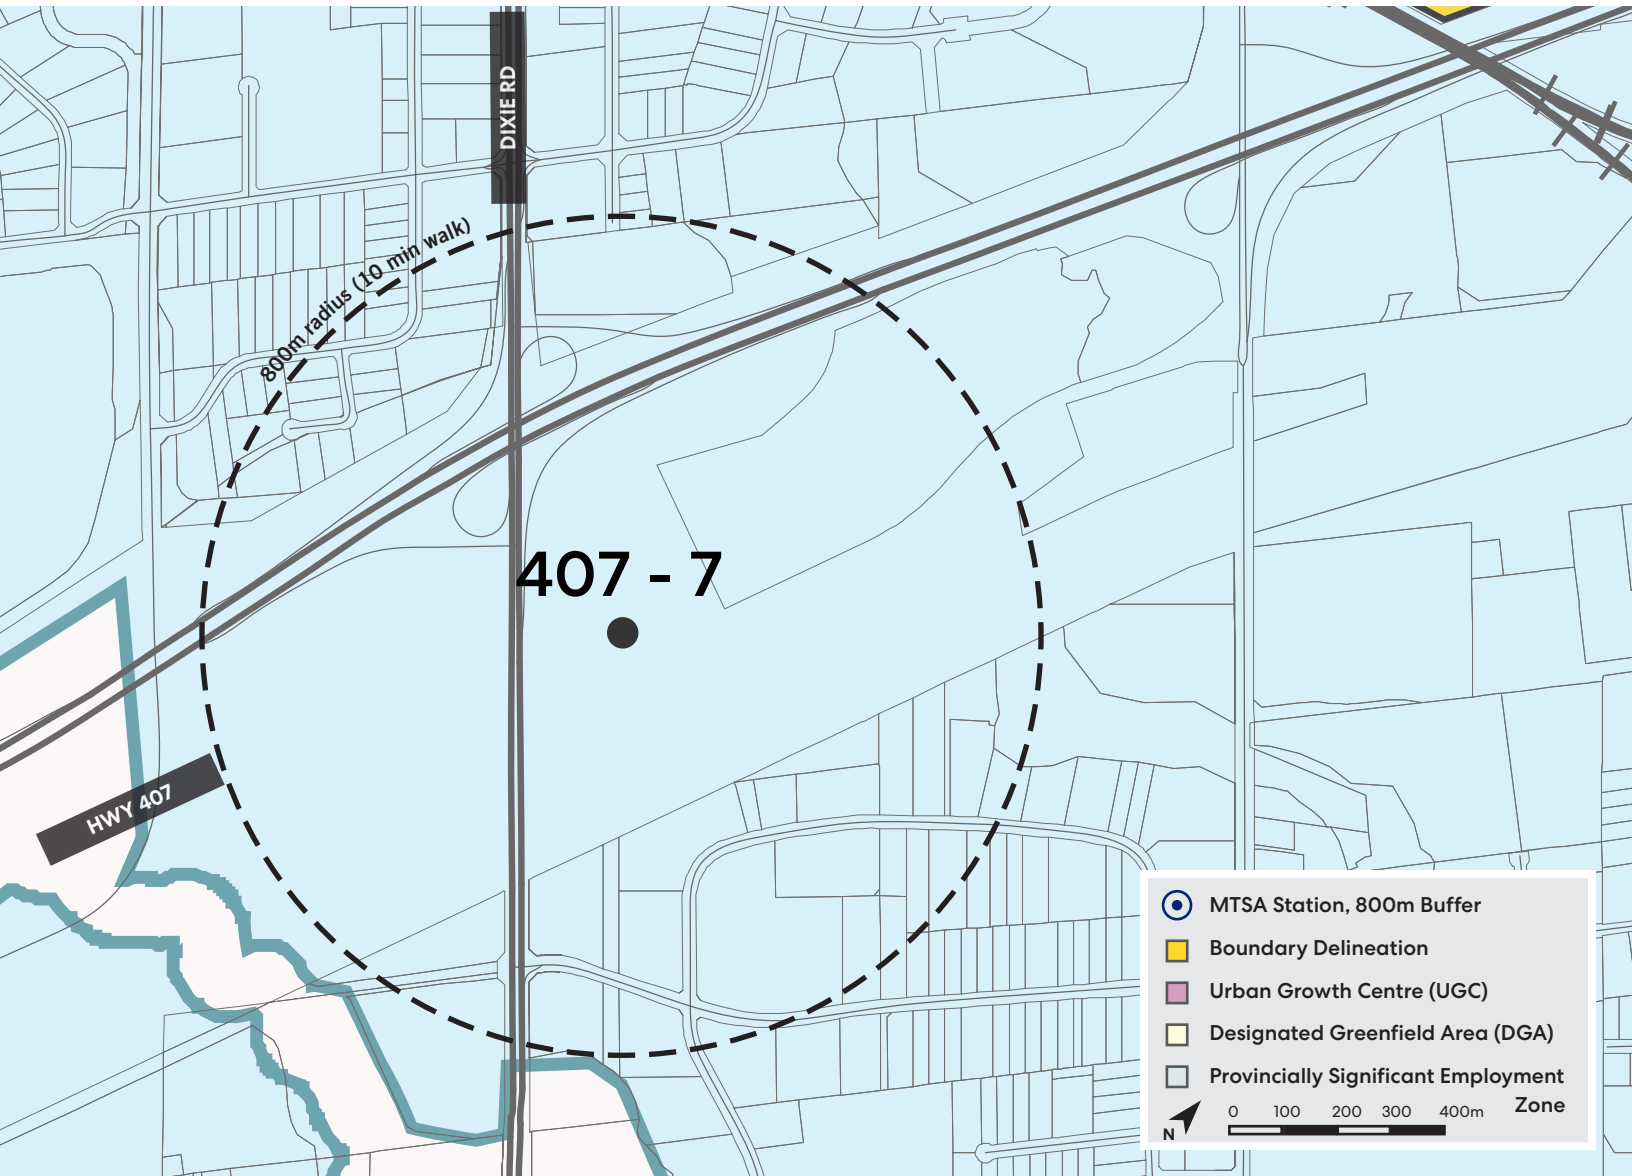 DIXIE RD
800m radius (10 min walk)
407 - 7
HWY 407
MTSA Station, 800m Buffer
Boundary Delineation
Urban Growth Centre (UGC)
Designated Greenfield Area (DGA)
Provincially Significant Employment
Zone
0 100 200 300 400m
N